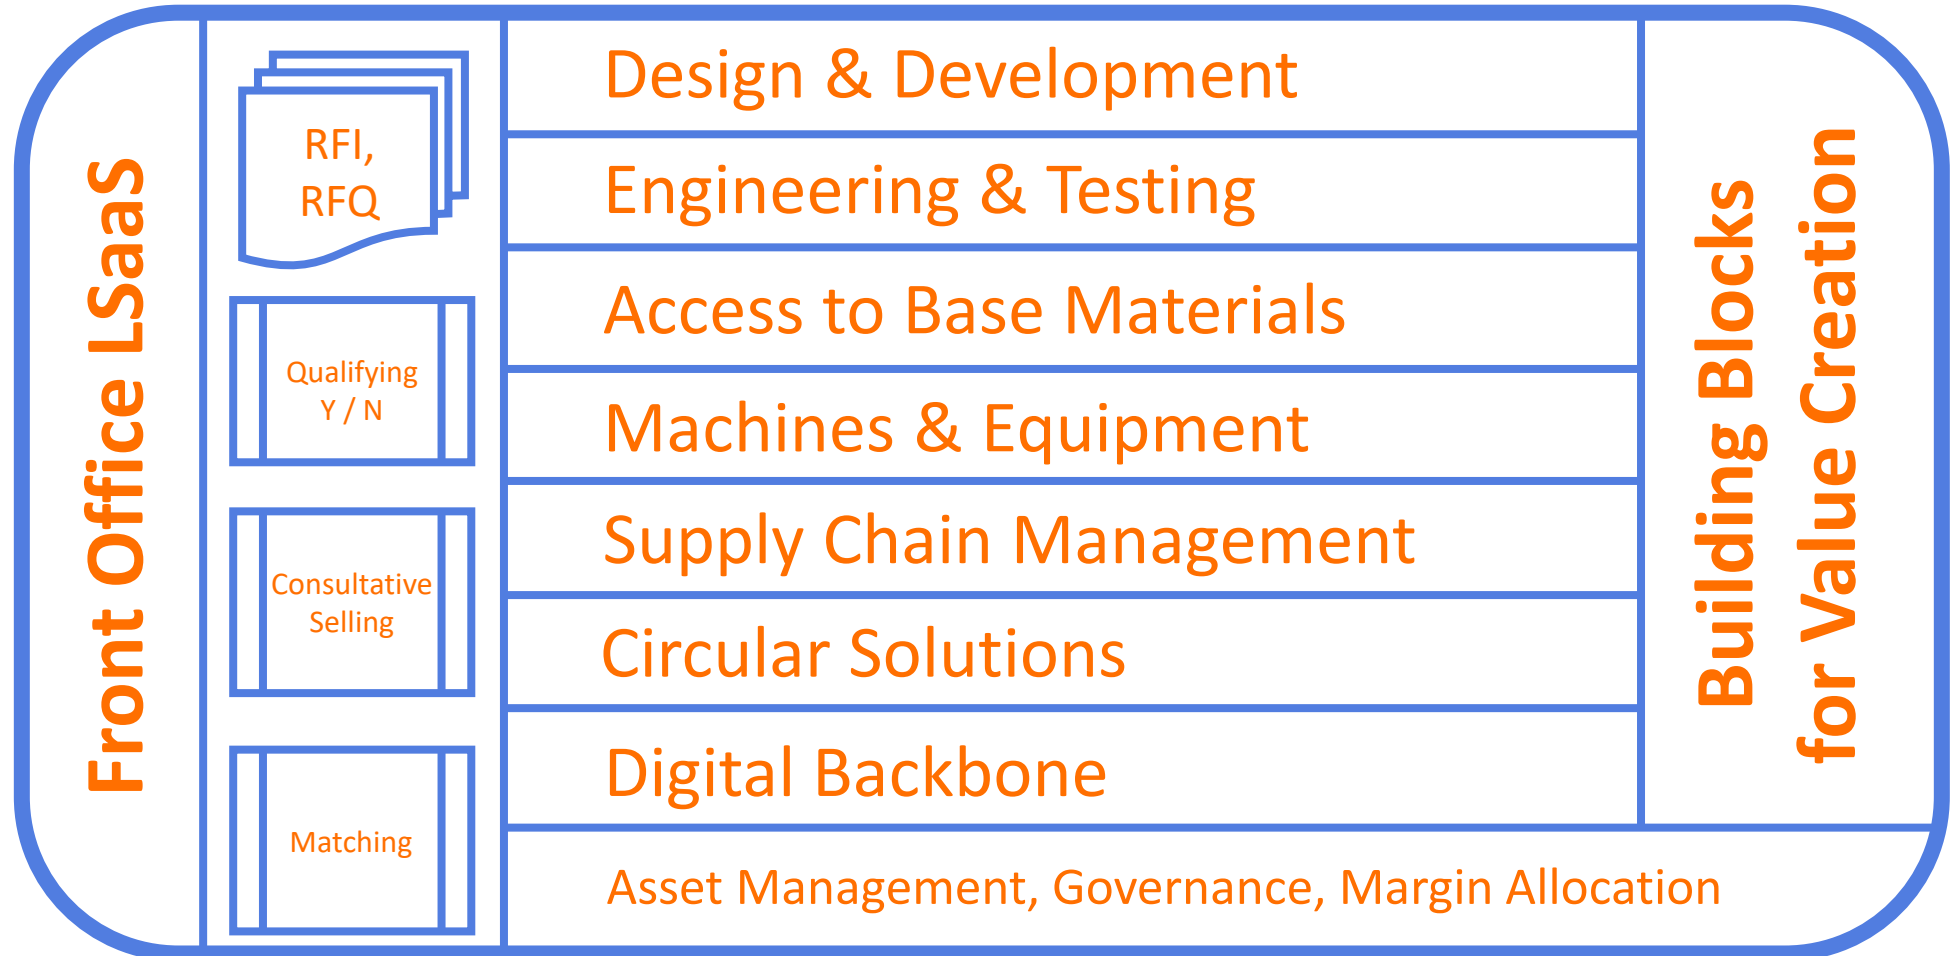 Front Office LSaaS
RFI,
RFQ
Qualifying
Y / N
Consultative
Selling
Matching
Design & Development
Engineering & Testing
Access to Base Materials
Machines & Equipment
Supply Chain Management
Circular Solutions
Digital Backbone
Asset Management, Governance, Margin Allocation
Building Blocks
for Value Creation